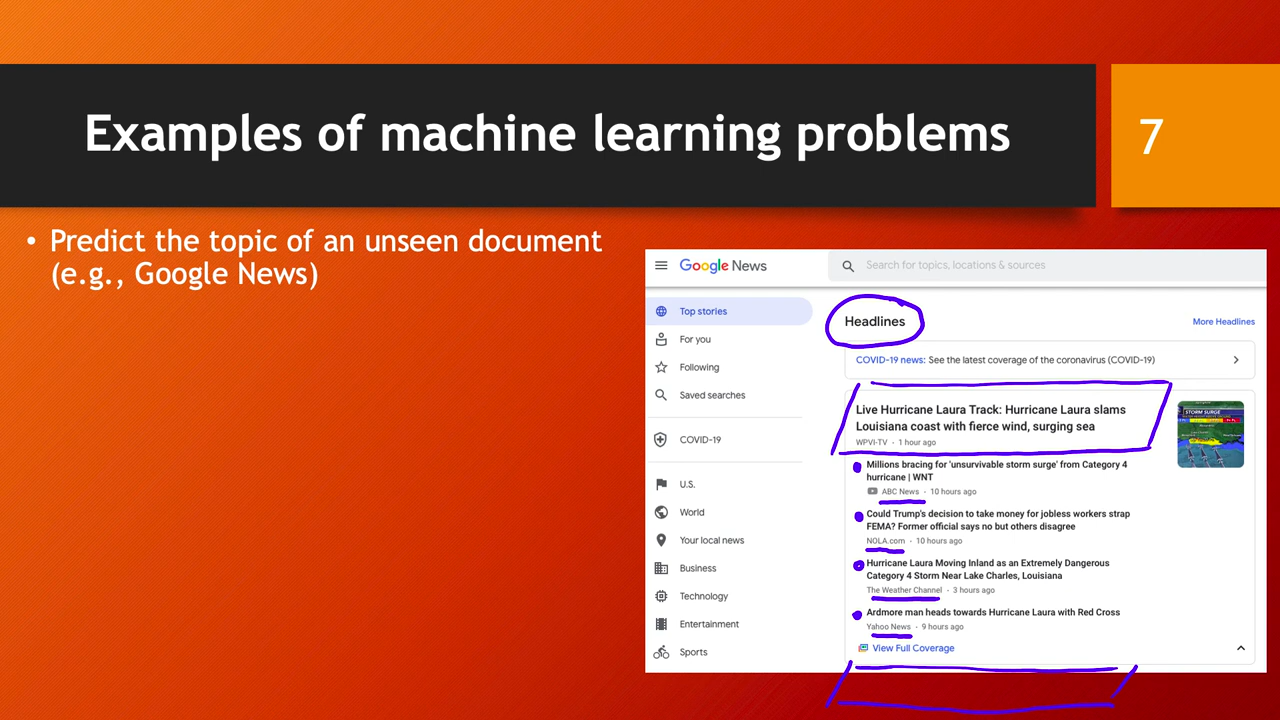 Examples of machine learning problems
7
• Predict the topic of an unseen document
(e.g., Google News)
Google News
Search for topics, locations & sources
Top stories
For you
Following
Saved searches
COVID-19
U.S.
World
Your local news
Business
Technology
Entertainment
Sports
Headlines
More Headlines
COVID-19 news: See the latest coverage of the coronavirus (COVID-19)
Live Hurricane Laura Track: Hurricane Laura slams
Louisiana coast with fierce wind, surging sea
WPVI-TV • 1 hour ago
STORM SURGE
Millions bracing for 'unsurvivable storm surge' from Category 4
hurricane | WNT
ABC News • 10 hours ago
Could Trump's decision to take money for jobless workers strap
FEMA? Former official says no but others disagree
NOLA.com • 10 hours ago
Hurricane Laura Moving Inland as an Extremely Dangerous
Category 4 Storm Near Lake Charles, Louisiana
The Weather Channel • 3 hours ago
Ardmore man heads towards Hurricane Laura with Red Cross
Yahoo News • 9 hours ago
View Full Coverage